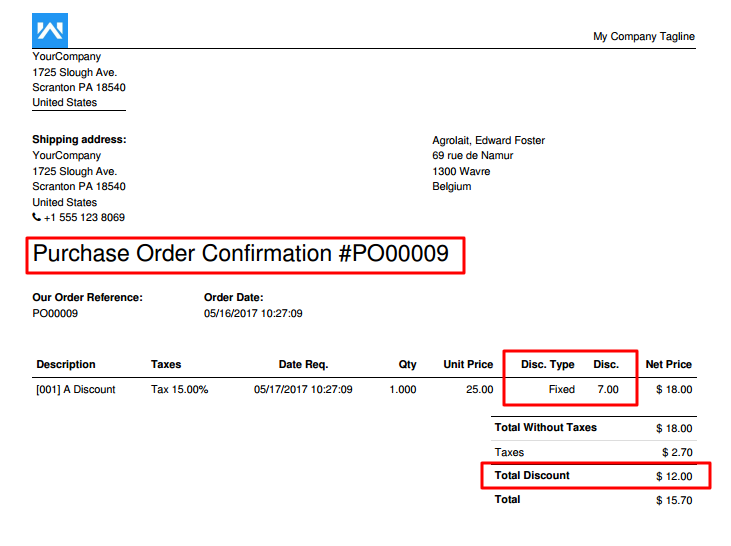 My Company Tagline
YourCompany
1725 Slough Ave.
Scranton PA 18540
United States
Shipping address:
YourCompany
1725 Slough Ave.
Scranton PA 18540
United States
+1 555 123 8069
Agrolait, Edward Foster
69 rue de Namur
1300 Wavre
Belgium
Purchase Order Confirmation #PO00009
Our Order Reference: Order Date:
PO00009 05/16/2017 10:27:09
Description Taxes Date Req. Qty Unit Price Disc. Type Disc. Net Price
[001] A Discount Tax 15.00% 05/17/2017 10:27:09 1.000 25.00 Fixed 7.00 $ 18.00
Total Without Taxes $ 18.00
Taxes $ 2.70
Total Discount $ 12.00
Total $ 15.70